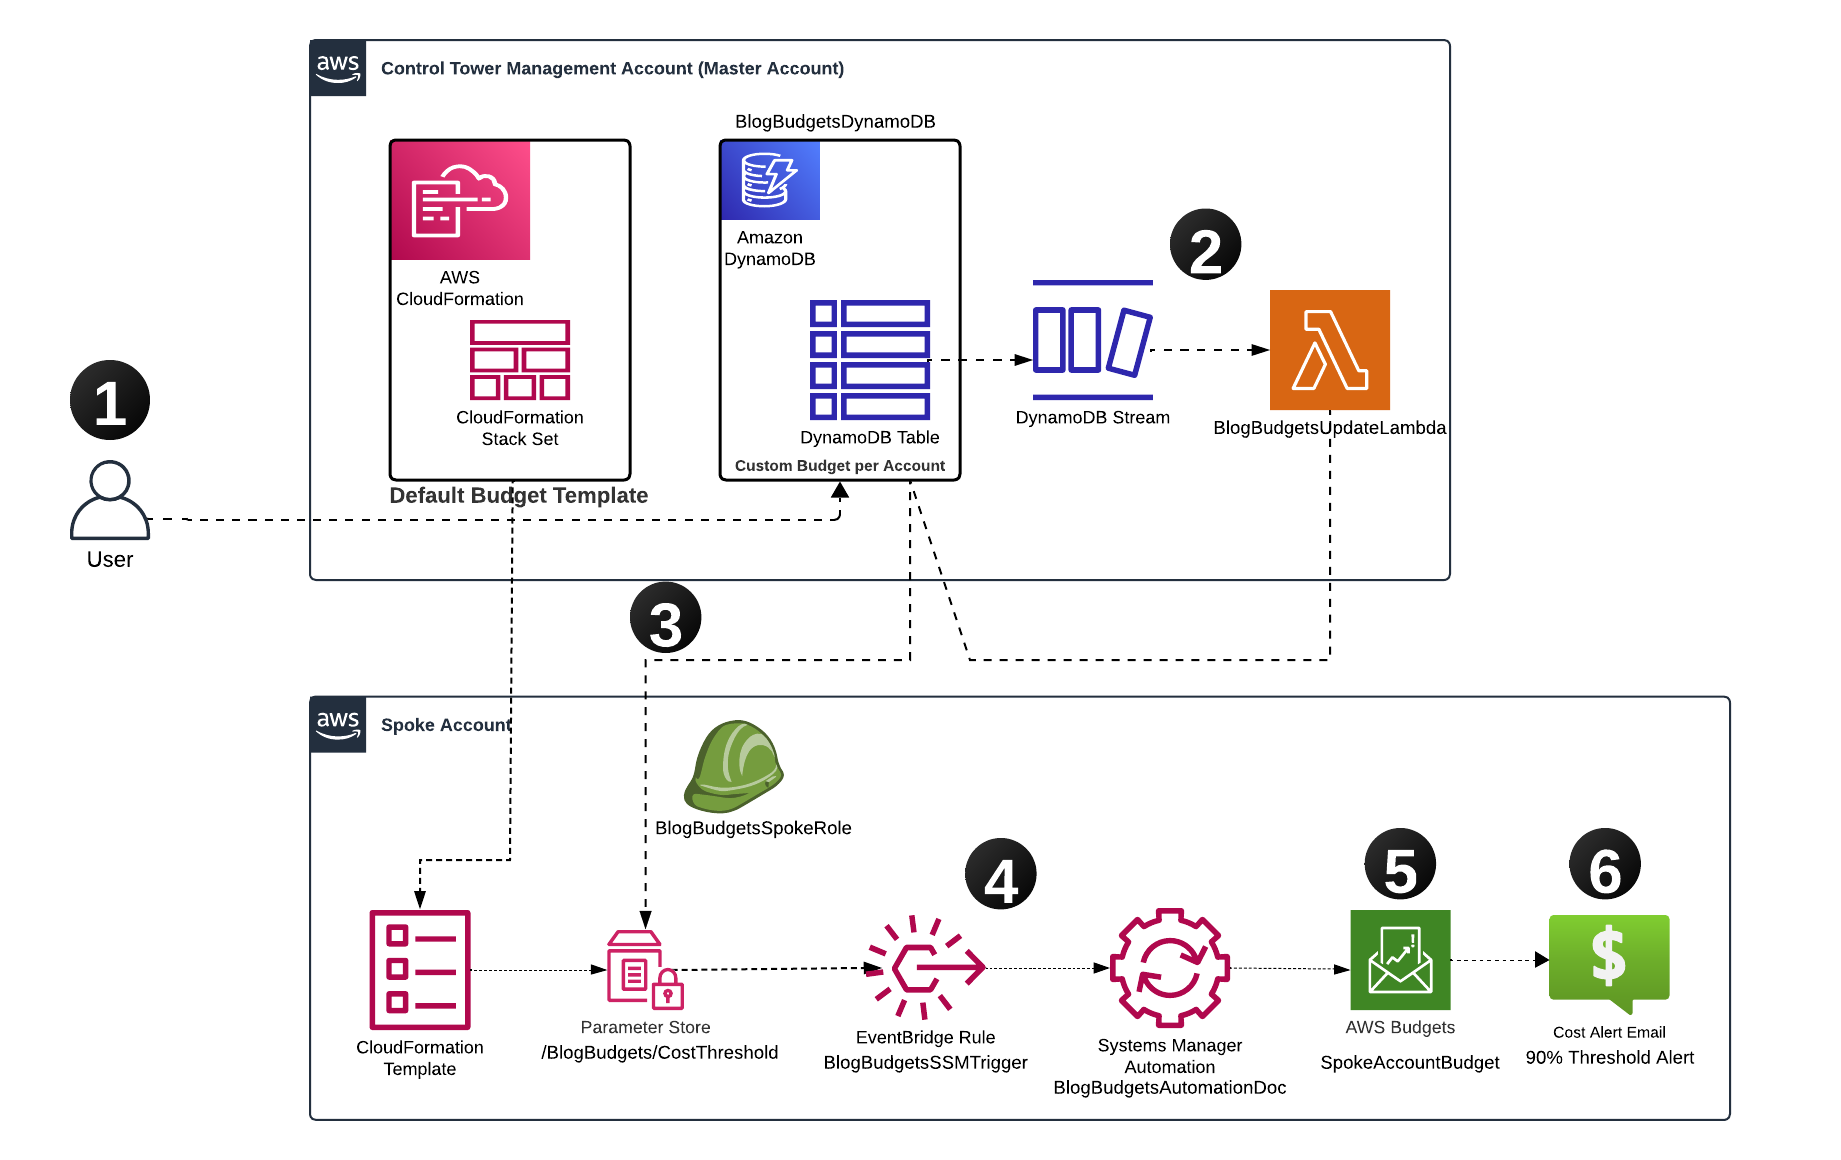 aws
Control Tower Management Account (Master Account)
BlogBudgetsDynamoDB
AWS
CloudFormation
CloudFormation
Stack Set
Default Budget Template
Amazon
DynamoDB
DynamoDB Table
Custom Budget per Account
DynamoDB Stream
2
BlogBudgetsUpdateLambda
1
User
3
aws
Spoke Account
BlogBudgetsSpokeRole
CloudFormation
Template
Parameter Store
/BlogBudgets/CostThreshold
4
EventBridge Rule
BlogBudgetsSSMTrigger
Systems Manager
Automation
BlogBudgetsAutomationDoc
5
AWS Budgets
SpokeAccountBudget
6
$
Cost Alert Email
90% Threshold Alert